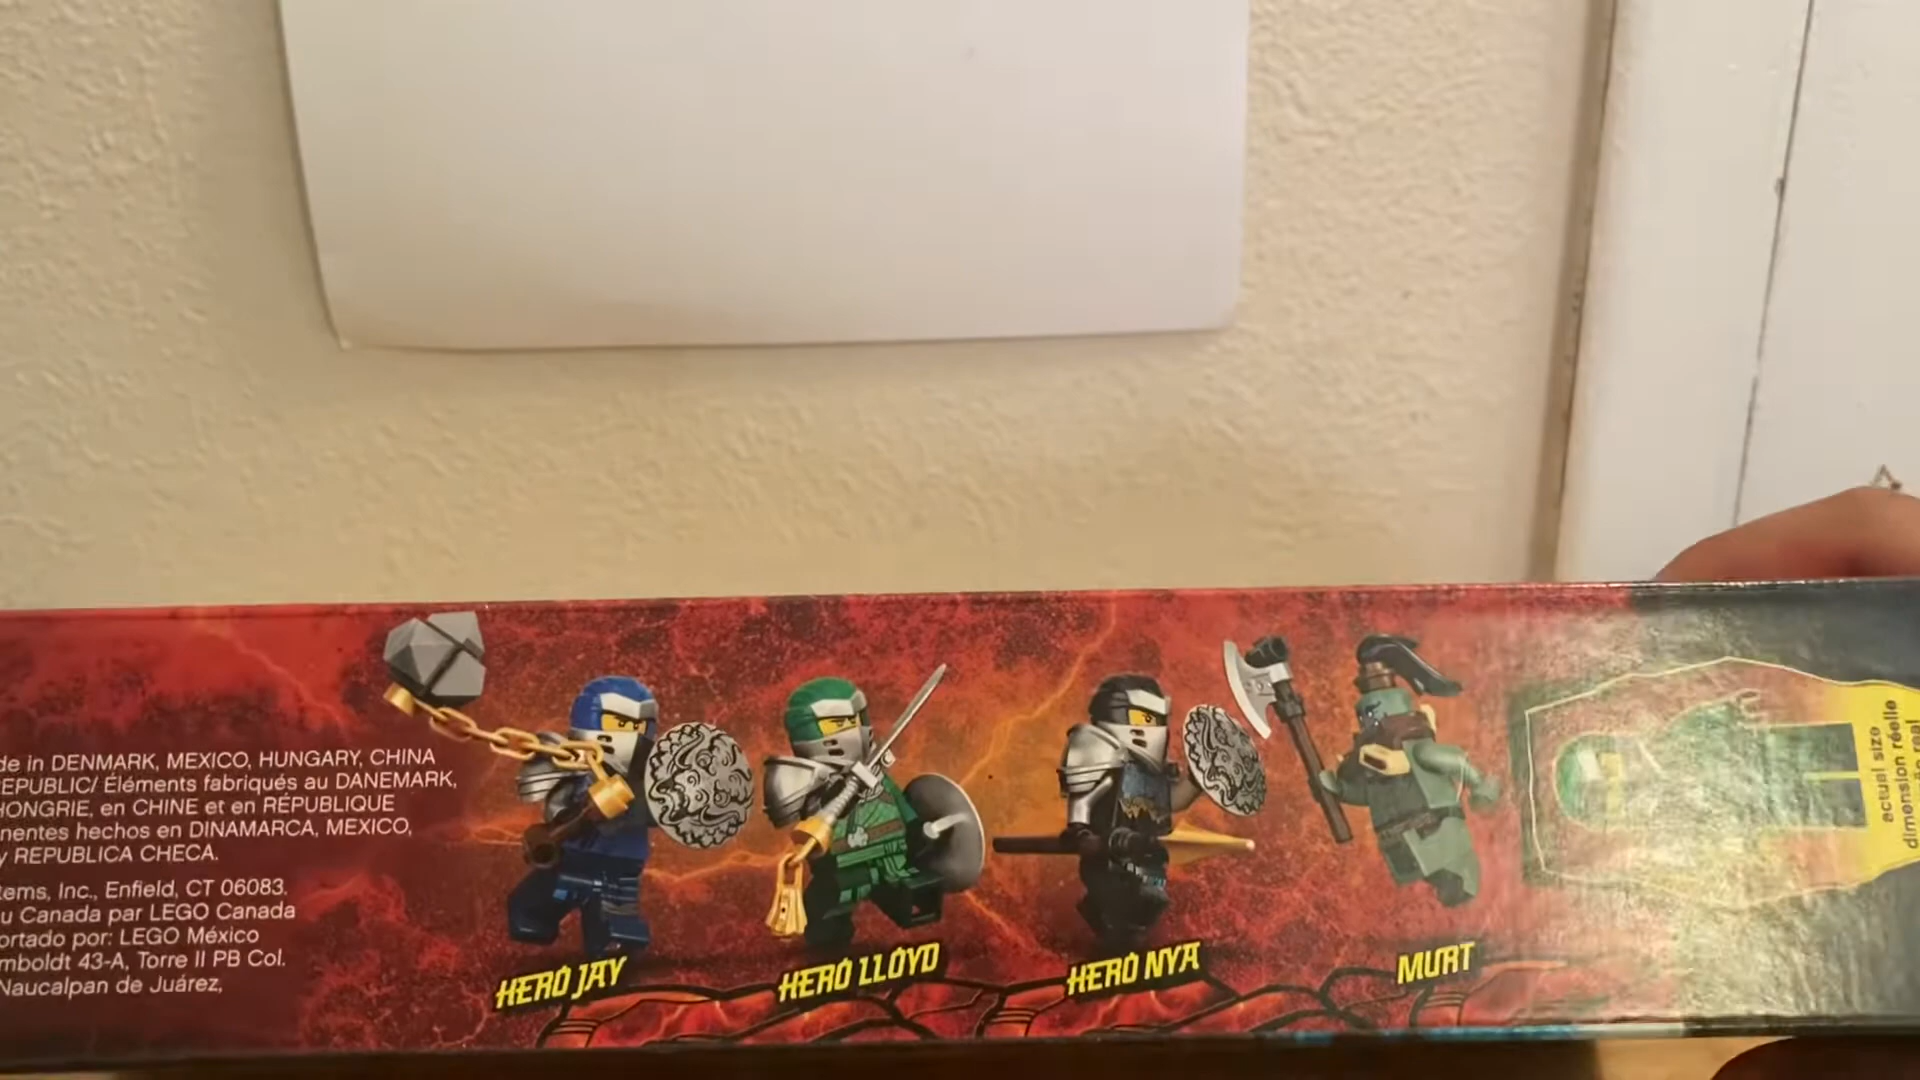 de in DENMARK, MEXICO, HUNGARY, CHINA
EPUBLIC/ Éléments fabriqués au DANEMARK,
HONGRIE, en CHINE et en RÉPUBLIQUE
nentes hechos en DINAMARCA, MEXICO,
y REPUBLICA CHECA.
tems, Inc., Enfield, CT 06083.
u Canada par LEGO Canada
ortado por: LEGO México
mboldt 43-A, Torre II PB Col.
Naucalpan de Juárez,
HERO JAY
HERO LLOYD
HERO NYA
MURT
actual size
dimension réelle
real